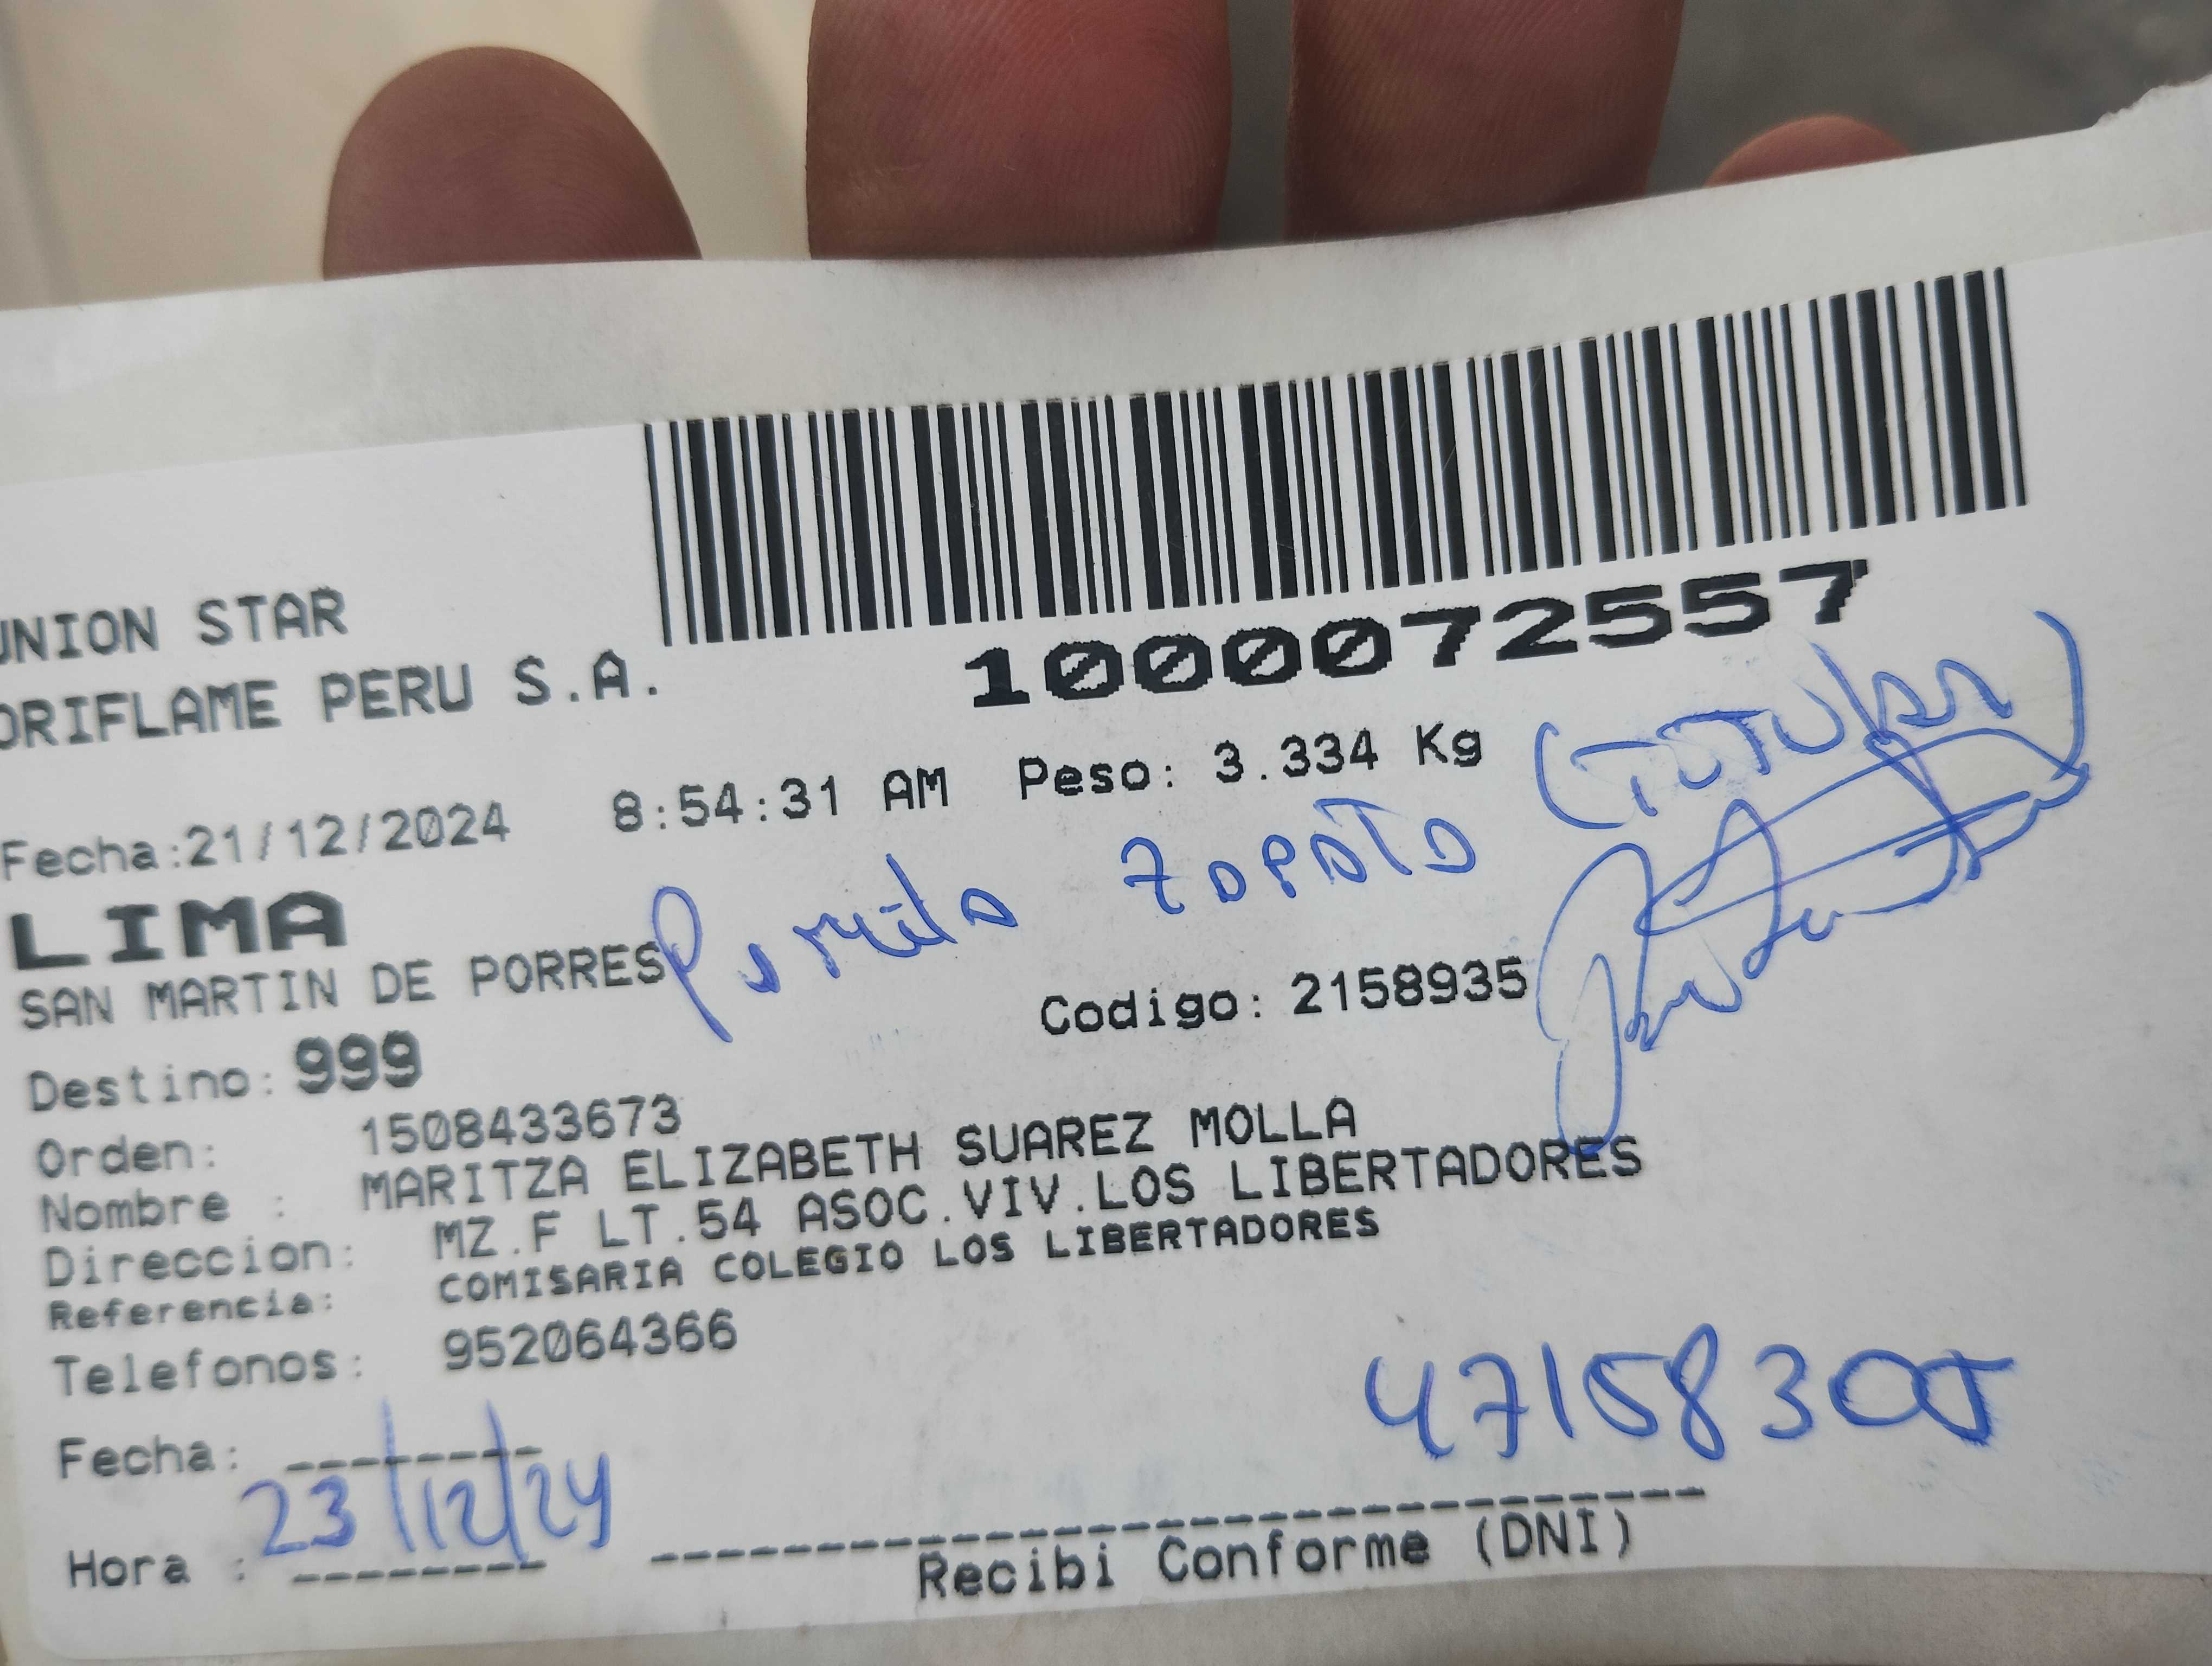 UNION STAR
ORIFLAME PERU S.A.
1000072557
Fecha:21/12/2024 8:54:31 AM Peso: 3.334 Kg
(TITULAR)
LIMA
Zapata
SAN MARTIN DE PORRES
Codigo: 2158935
Destino: 999
Orden: 1508433673
Nombre : MARITZA ELIZABETH SUAREZ MOLLA
Direccion: MZ.F LT.54 ASOC.VIV.LOS LIBERTADORES
Referencia: COMISARIA COLEGIO LOS LIBERTADORES
Telefonos: 952064366
Fecha:
23/12/24
Hora :
Recibi Conforme (DNI)